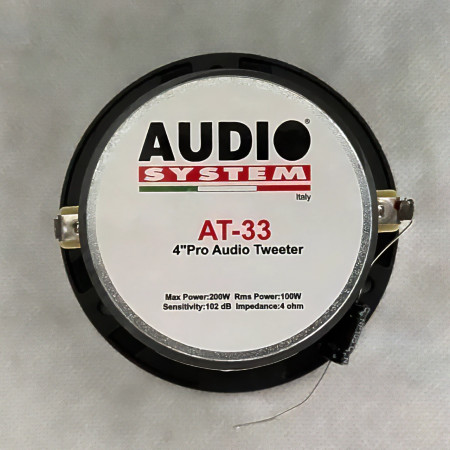 AUDIO®
SYSTEM
Italy
AT-33
4"Pro Audio Tweeter
Max Power:200W Rms Power:100W
Sensitivity:102 dB Impedance:4 ohm